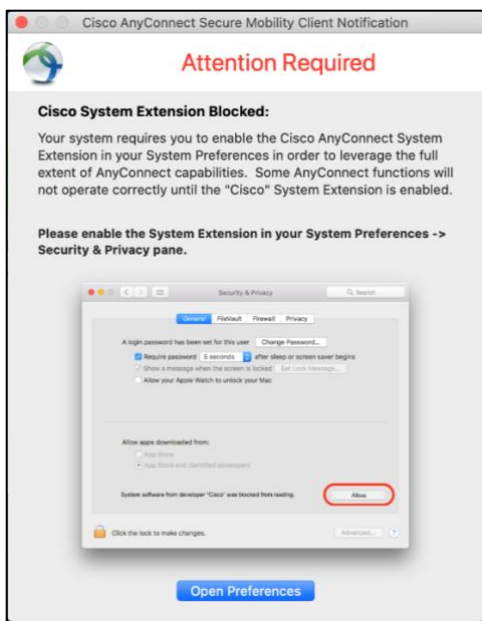 Cisco AnyConnect Secure Mobility Client Notification
Attention Required
Cisco System Extension Blocked:
Your system requires you to enable the Cisco AnyConnect System
Extension in your System Preferences in order to leverage the full
extent of AnyConnect capabilities. Some AnyConnect functions will
not operate correctly until the "Cisco" System Extension is enabled.
Please enable the System Extension in your System Preferences ->
Security & Privacy pane.
Security & Privacy
Search
General FileVault Firewall Privacy
A login password has been set for this user Change Password...
Require password 5 seconds after sleep or screen saver begins
Show a message when the screen is locked Set Lock Message...
Allow your Apple Watch to unlock your Mac
Allow apps downloaded from:
App Store
App Store and identified developers
System software from developer "Cisco" was blocked from loading. Allow
Click the lock to make changes. Advanced... ?
Open Preferences